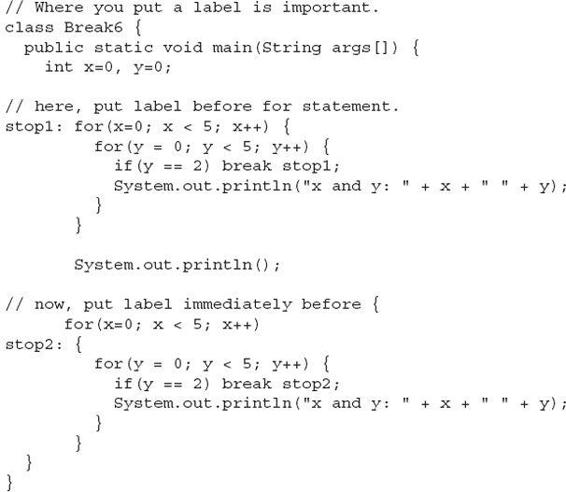 // Where you put a label is important.
class Break6 {
  public static void main(String args[]) {
    int x=0, y=0;

// here, put label before for statement.
stop1: for(x=0; x < 5; x++) {
         for(y = 0; y < 5; y++) {
           if(y == 2) break stop1;
           System.out.println("x and y: " + x + " " + y);
         }
       }

       System.out.println();

// now, put label immediately before {
      for(x=0; x < 5; x++)
stop2: {
         for(y = 0; y < 5; y++) {
           if(y == 2) break stop2;
           System.out.println("x and y: " + x + " " + y);
         }
       }
  }
}